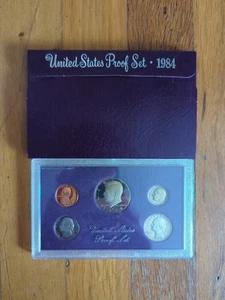 United States Proof Set · 1984
United States
Proof Set